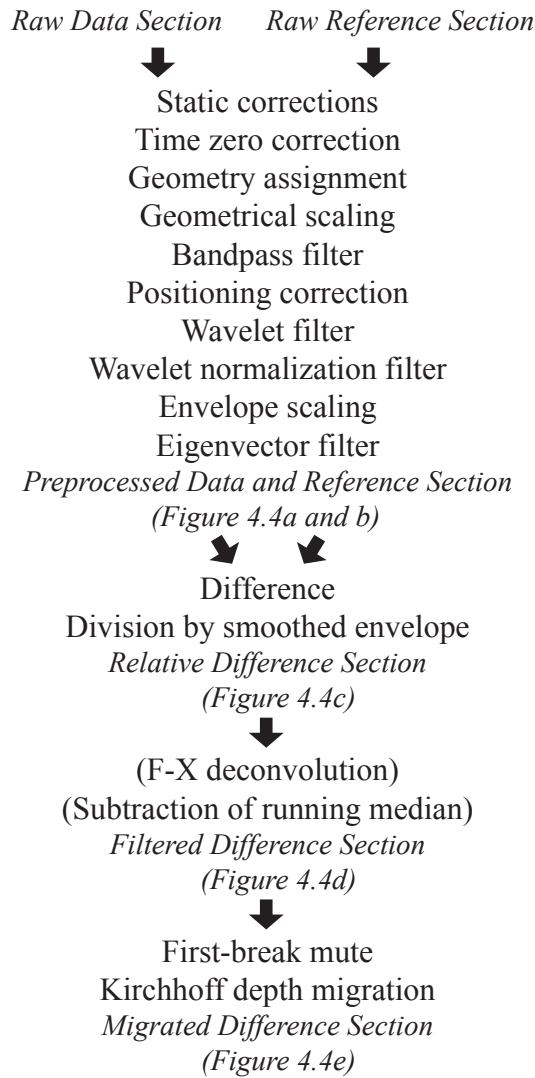 Raw Data Section Raw Reference Section
Static corrections
Time zero correction
Geometry assignment
Geometrical scaling
Bandpass filter
Positioning correction
Wavelet filter
Wavelet normalization filter
Envelope scaling
Eigenvector filter
Preprocessed Data and Reference Section
(Figure 4.4a and b)
Difference
Division by smoothed envelope
Relative Difference Section
(Figure 4.4c)
(F-X deconvolution)
(Subtraction of running median)
Filtered Difference Section
(Figure 4.4d)
First-break mute
Kirchhoff depth migration
Migrated Difference Section
(Figure 4.4e)